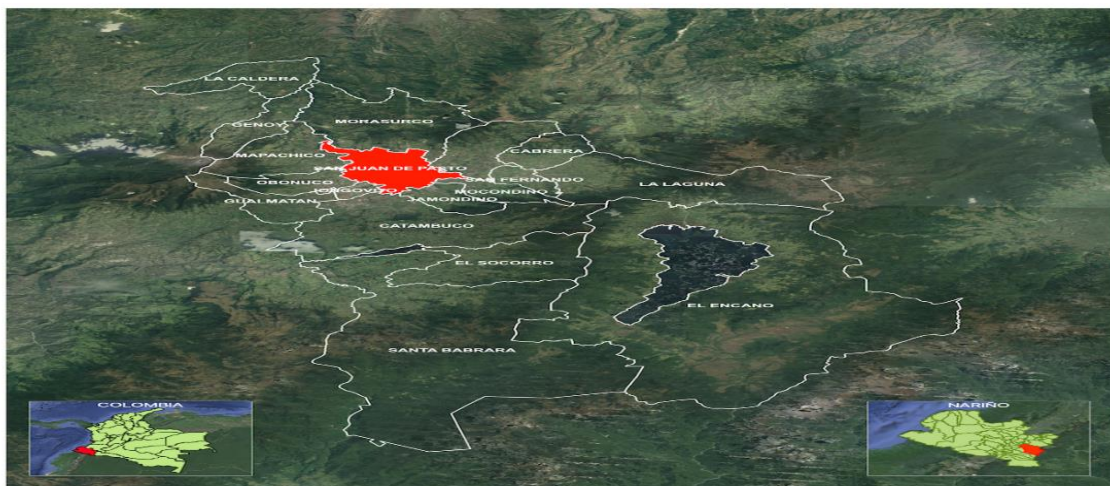 LA CALDERA
MORASURCO
GENOY
MAPACHICO
CABRERA
SAN JUAN DE PASTO
SAN FERNANDO
OBONUCO
LA LAGUNA
JONGOVITO
MOCONDINO
GUALMATAN
JAMONDINO
CATAMBUCO
EL SOCORRO
EL ENCANO
SANTA BABRARA
COLOMBIA
NARIÑO